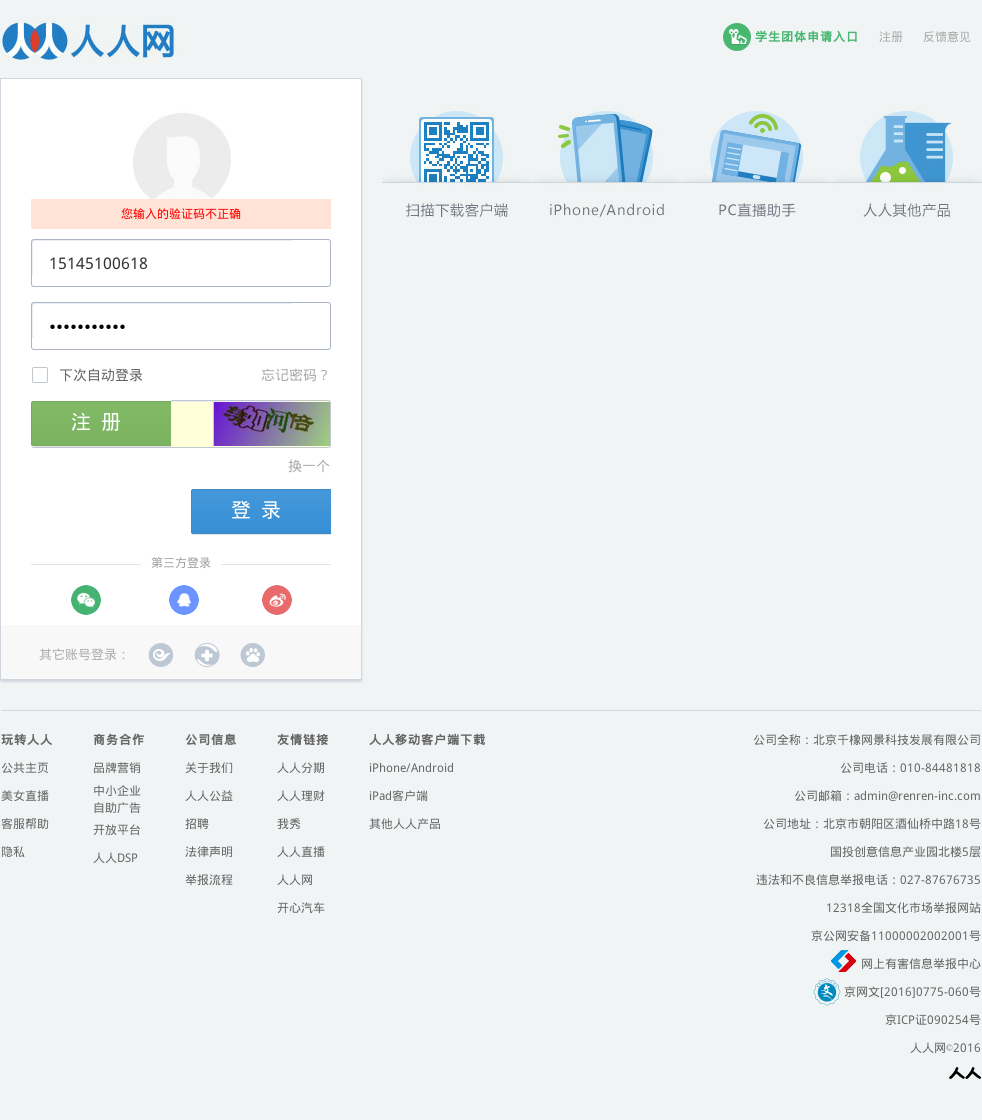 人人网
学生团体申请入口 注册 反馈意见
您输入的验证码不正确
15145100618
•••••••••••
下次自动登录 忘记密码？
注 册
换一个
登 录
第三方登录
其它账号登录：
扫描下载客户端 iPhone/Android PC直播助手 人人其他产品
玩转人人
公共主页
美女直播
客服帮助
隐私
商务合作
品牌营销
中小企业
自助广告
开放平台
人人DSP
公司信息
关于我们
人人公益
招聘
法律声明
举报流程
友情链接
人人分期
人人理财
我秀
人人直播
人人网
开心汽车
人人移动客户端下载
iPhone/Android
iPad客户端
其他人人产品
公司全称：北京千橡网景科技发展有限公司
公司电话：010-84481818
公司邮箱：admin@renren-inc.com
公司地址：北京市朝阳区酒仙桥中路18号
国投创意信息产业园北楼5层
违法和不良信息举报电话：027-87676735
12318全国文化市场举报网站
京公网安备11000002002001号
网上有害信息举报中心
京网文[2016]0775-060号
京ICP证090254号
人人网©2016
人人